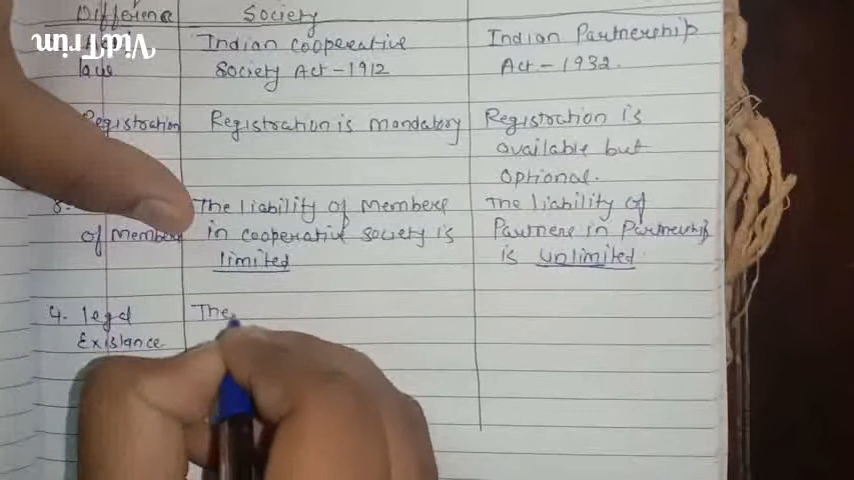 Difference Society
VidTrim
law Indian cooperative Indian Partnership
Society Act - 1912 Act - 1932.
Registration Registration is mandatory Registration is
available but
optional.
The liability of Members The liability of
of Members in cooperative society is Partners in Partnership
limited is unlimited
4. legal The
Existance